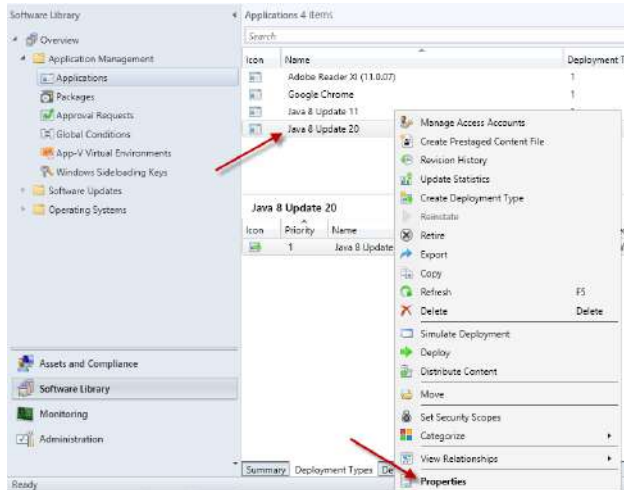 Software Library
Overview
Application Management
Applications
Packages
Approval Requests
Global Conditions
App-V Virtual Environments
Windows Sideloading Keys
Software Updates
Operating Systems
Assets and Compliance
Software Library
Monitoring
Administration
Ready
Applications 4 items
Search
Icon Name Deployment T
Adobe Reader XI (11.0.07) 1
Google Chrome 1
Java 8 Update 11
Java 8 Update 20
Java 8 Update 20
Icon Priority Name
1 Java 8 Update
Summary Deployment Types De
Manage Access Accounts
Create Prestaged Content File
Revision History
Update Statistics
Create Deployment Type
Reinstate
Retire
Export
Copy
Refresh F5
Delete Delete
Simulate Deployment
Deploy
Distribute Content
Move
Set Security Scopes
Categorize
View Relationships
Properties